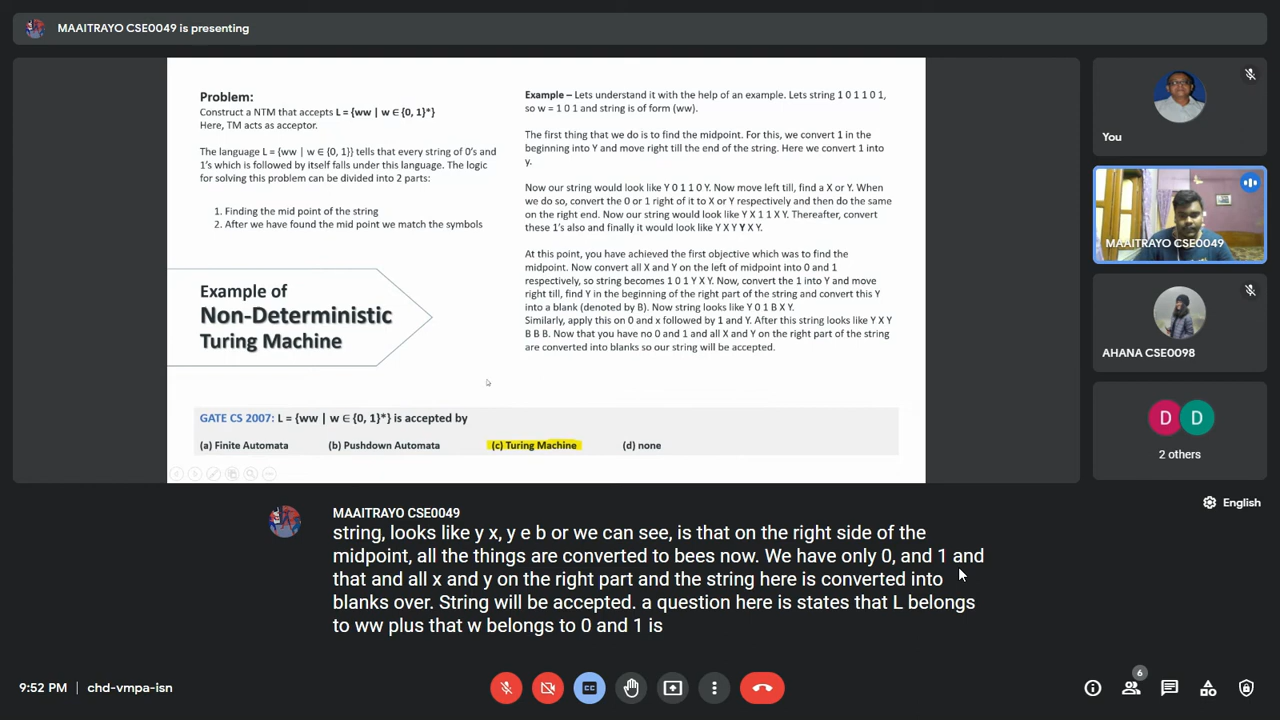 MAAITRAYO CSE0049 is presenting
Problem:
Construct a NTM that accepts L = {ww | w ∈ {0, 1}*}
Here, TM acts as acceptor.
The language L = {ww | w ∈ {0, 1}} tells that every string of 0's and
1's which is followed by itself falls under this language. The logic
for solving this problem can be divided into 2 parts:
1. Finding the mid point of the string
2. After we have found the mid point we match the symbols
Example of
Non-Deterministic
Turing Machine
Example – Lets understand it with the help of an example. Lets string 1 0 1 1 0 1,
so w = 1 0 1 and string is of form (ww).
The first thing that we do is to find the midpoint. For this, we convert 1 in the
beginning into Y and move right till the end of the string. Here we convert 1 into
y.
Now our string would look like Y 0 1 1 0 Y. Now move left till, find a X or Y. When
we do so, convert the 0 or 1 right of it to X or Y respectively and then do the same
on the right end. Now our string would look like Y X 1 1 X Y. Thereafter, convert
these 1's also and finally it would look like Y X Y Y X Y.
At this point, you have achieved the first objective which was to find the
midpoint. Now convert all X and Y on the left of midpoint into 0 and 1
respectively, so string becomes 1 0 1 Y X Y. Now, convert the 1 into Y and move
right till, find Y in the beginning of the right part of the string and convert this Y
into a blank (denoted by B). Now string looks like Y 0 1 B X Y.
Similarly, apply this on 0 and x followed by 1 and Y. After this string looks like Y X Y
B B B. Now that you have no 0 and 1 and all X and Y on the right part of the string
are converted into blanks so our string will be accepted.
GATE CS 2007: L = {ww | w ∈ {0, 1}*} is accepted by
(a) Finite Automata (b) Pushdown Automata (c) Turing Machine (d) none
You
MAAITRAYO CSE0049
AHANA CSE0098
D D
2 others
English
MAAITRAYO CSE0049
string, looks like y x, y e b or we can see, is that on the right side of the
midpoint, all the things are converted to bees now. We have only 0, and 1 and
that and all x and y on the right part and the string here is converted into
blanks over. String will be accepted. a question here is states that L belongs
to ww plus that w belongs to 0 and 1 is
9:52 PM chd-vmpa-isn
CC
6